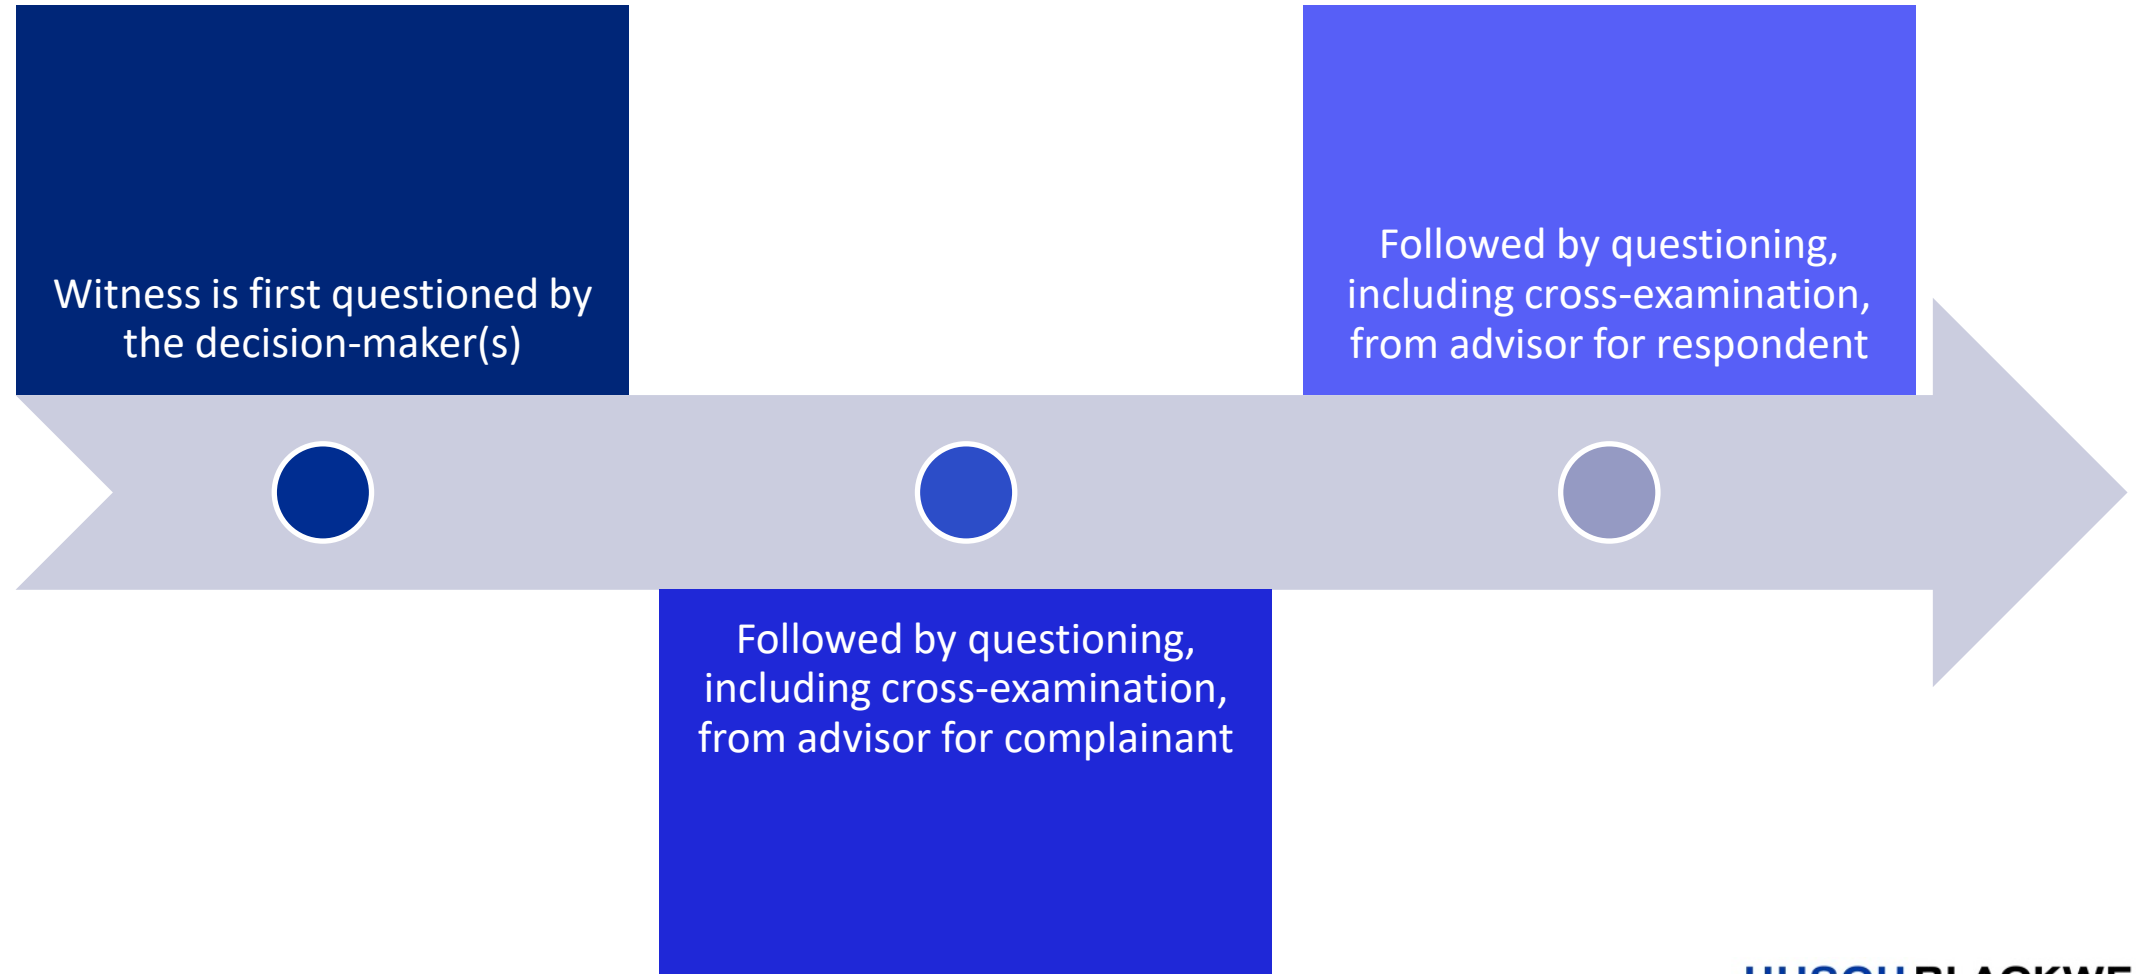 Witness is first questioned by
the decision-maker(s)
Followed by questioning,
including cross-examination,
from advisor for complainant
Followed by questioning,
including cross-examination,
from advisor for respondent